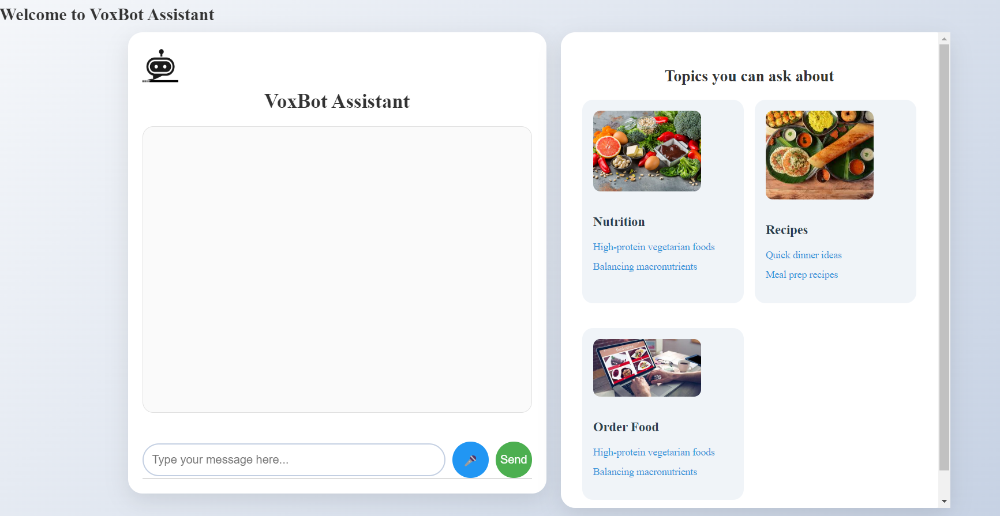 Welcome to VoxBot Assistant
VoxBot Assistant
Type your message here...
Send
Topics you can ask about
Nutrition
High-protein vegetarian foods
Balancing macronutrients
Recipes
Quick dinner ideas
Meal prep recipes
Order Food
High-protein vegetarian foods
Balancing macronutrients